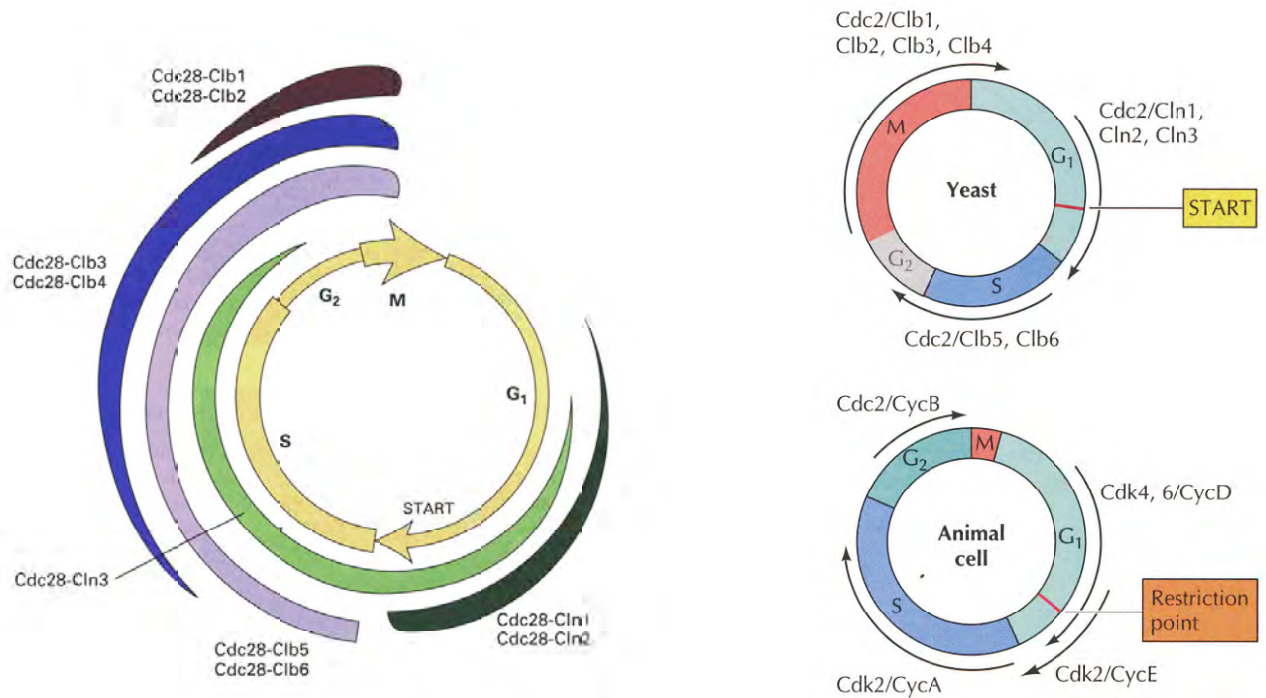 Cdc28-Clb1
Cdc28-Clb2
Cdc28-Clb3
Cdc28-Clb4
G2
M
G1
S
START
Cdc28-Cln3
Cdc28-Cln1
Cdc28-Cln2
Cdc28-Clb5
Cdc28-Clb6
Cdc2/Clb1,
Clb2, Clb3, Clb4
Cdc2/Cln1,
Cln2, Cln3
M
G1
Yeast
START
G2
S
Cdc2/Clb5, Clb6
Cdc2/CycB
M
G2
Cdk4, 6/CycD
Animal
cell
G1
S
Restriction
point
Cdk2/CycE
Cdk2/CycA